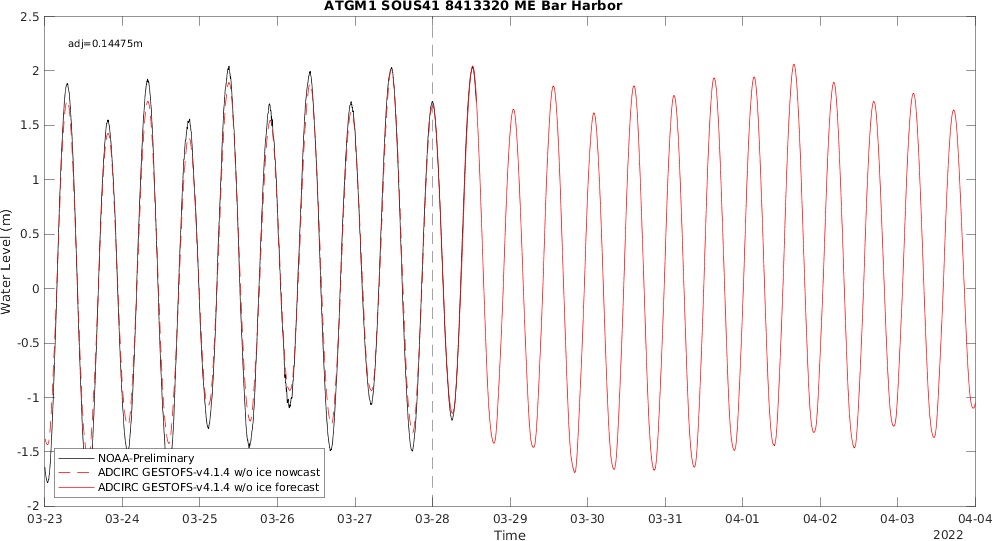 ATGM1 SOUS41 8413320 ME Bar Harbor
adj=0.14475m
2.5
2
1.5
1
0.5
0
-0.5
-1
-1.5
-2
Water Level (m)
NOAA-Preliminary
ADCIRC GESTOFS-v4.1.4 w/o ice nowcast
ADCIRC GESTOFS-v4.1.4 w/o ice forecast
03-23 03-24 03-25 03-26 03-27 03-28 03-29 03-30 03-31 04-01 04-02 04-03 04-04
Time
2022